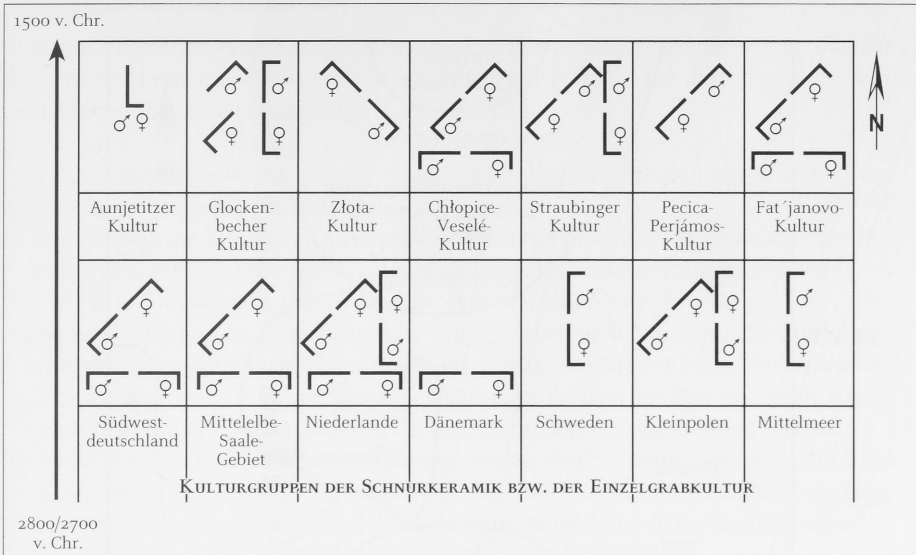 1500 v. Chr.
N
Aunjetitzer
Kultur
Glocken-
becher
Kultur
Złota-
Kultur
Chłopice-
Veselé-
Kultur
Straubinger
Kultur
Pecica-
Perjámos-
Kultur
Fat´janovo-
Kultur
Südwest-
deutschland
Mittelelbe-
Saale-
Gebiet
Niederlande
Dänemark
Schweden
Kleinpolen
Mittelmeer
KULTURGRUPPEN DER SCHNURKERAMIK BZW. DER EINZELGRABKULTUR
2800/2700
v. Chr.